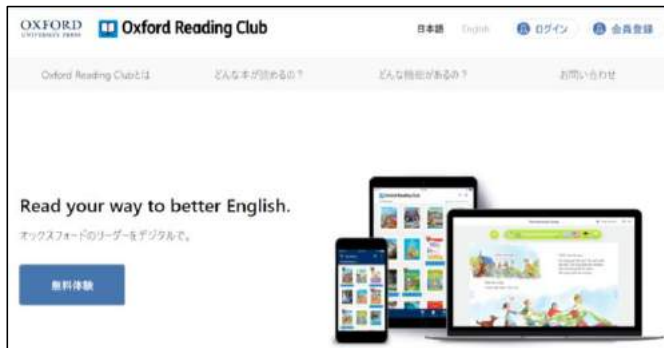 OXFORD
UNIVERSITY PRESS
Oxford Reading Club
日本語
English
ログイン
会員登録
Oxford Reading Clubとは
どんな本が読めるの？
どんな機能があるの？
お問い合わせ
Read your way to better English.
オックスフォードのリーダーをデジタルで。
無料体験